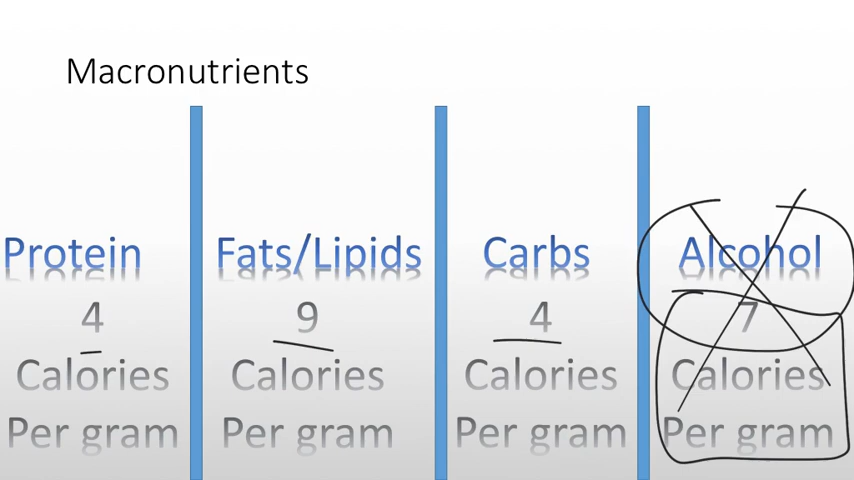 Macronutrients
Protein
4
Calories
Per gram
Fats/Lipids
9
Calories
Per gram
Carbs
4
Calories
Per gram
Alcohol
7
Calories
Per gram